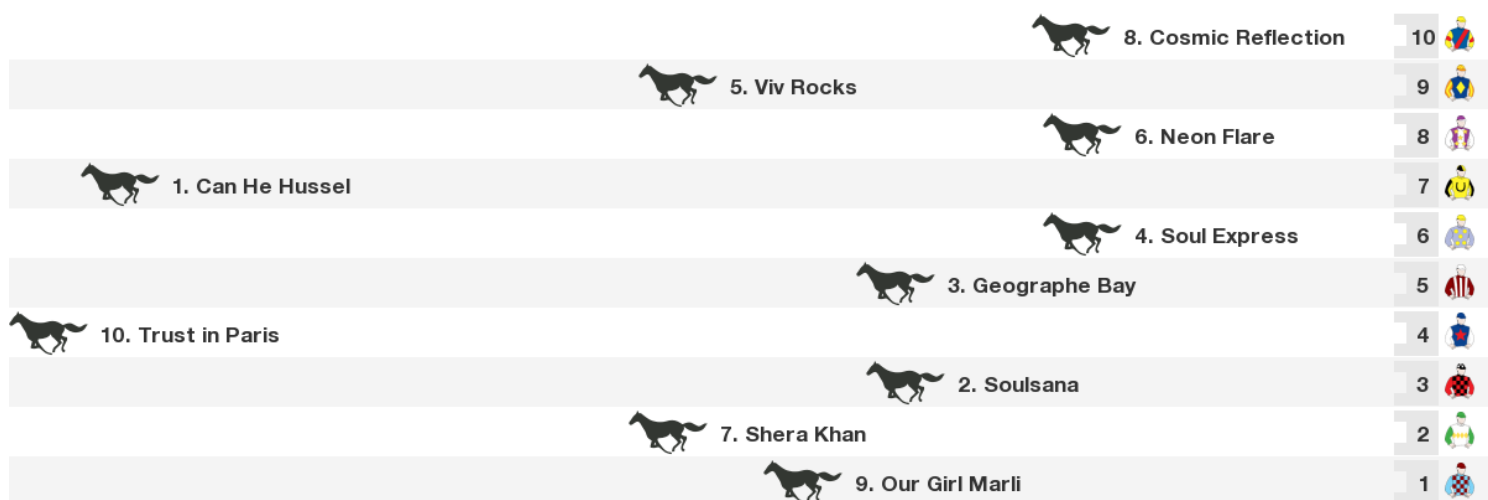 8. Cosmic Reflection 10
5. Viv Rocks 9
6. Neon Flare 8
1. Can He Hussel 7
4. Soul Express 6
3. Geographe Bay 5
10. Trust in Paris 4
2. Soulsana 3
7. Shera Khan 2
9. Our Girl Marli 1